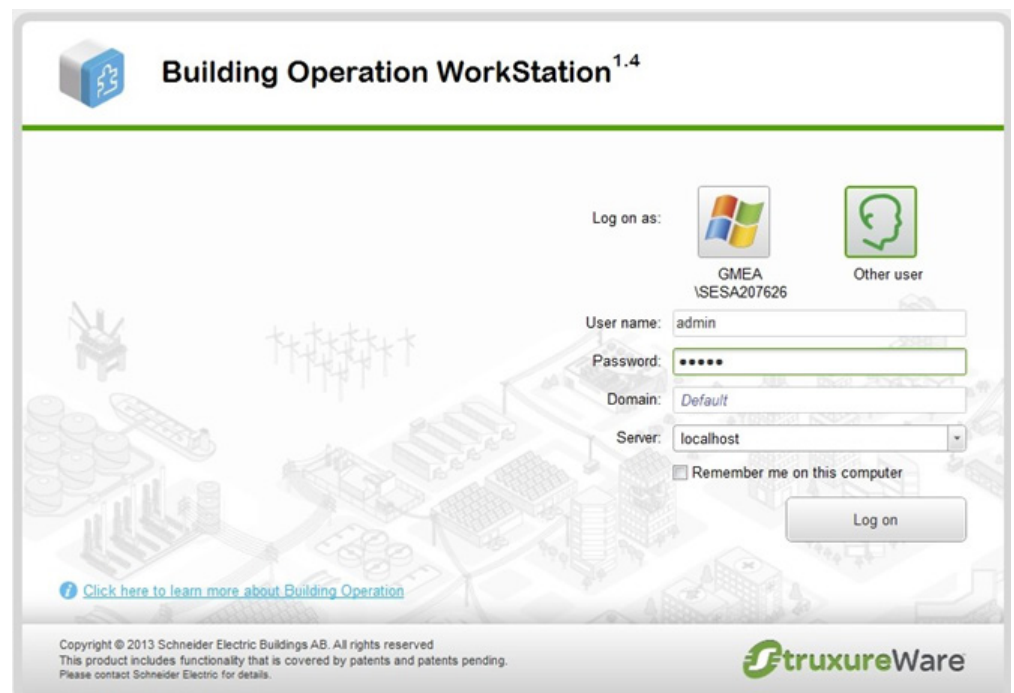 Building Operation WorkStation1.4
Log on as:
GMEA
\SESA207626
Other user
User name: admin
Password: •••••
Domain: Default
Server: localhost
Remember me on this computer
Log on
Click here to learn more about Building Operation
Copyright © 2013 Schneider Electric Buildings AB. All rights reserved
This product includes functionality that is covered by patents and patents pending.
Please contact Schneider Electric for details.
StruxureWare